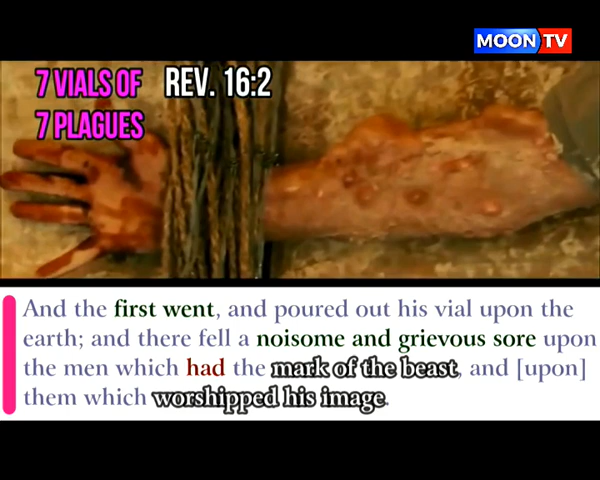 MOON TV
7 VIALS OF REV. 16:2
7 PLAGUES
And the first went, and poured out his vial upon the
earth; and there fell a noisome and grievous sore upon
the men which had the mark of the beast, and [upon]
them which worshipped his image.